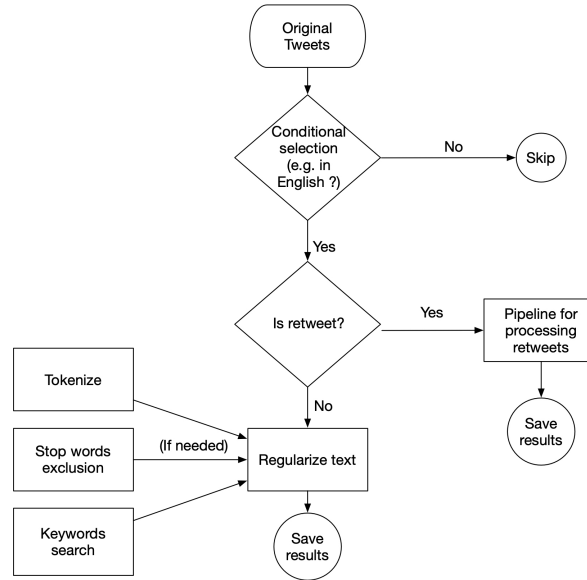 Original
Tweets
Conditional
selection
(e.g. in
English ?)
No
Skip
Yes
Is retweet?
Yes
Pipeline for
processing
retweets
No
Save
results
Tokenize
Stop words
exclusion
(If needed)
Regularize text
Keywords
search
Save
results